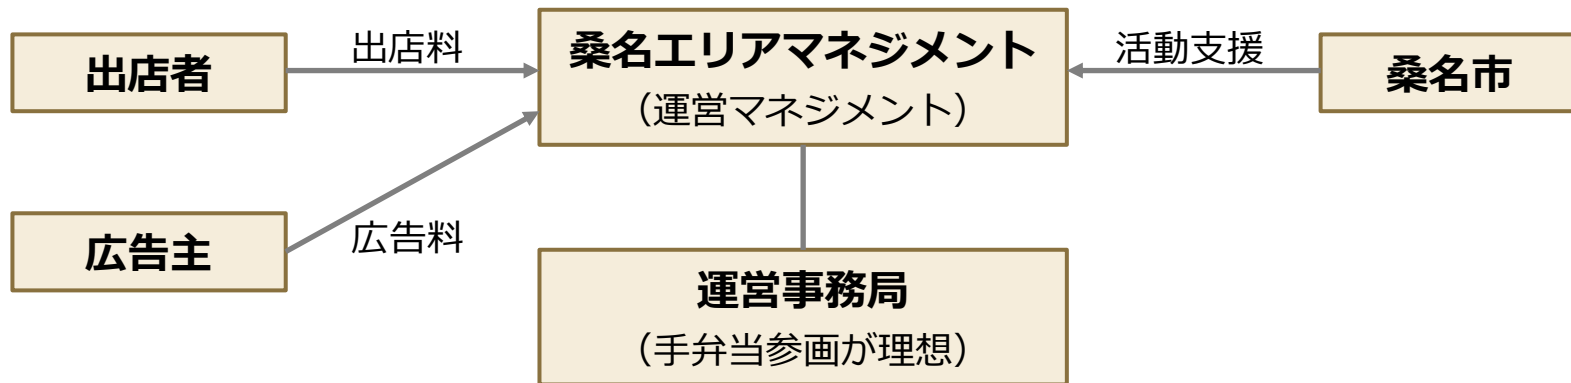 出店者
出店料
桑名エリアマネジメント
（運営マネジメント）
活動支援
桑名市
広告主
広告料
運営事務局
（手弁当参画が理想）